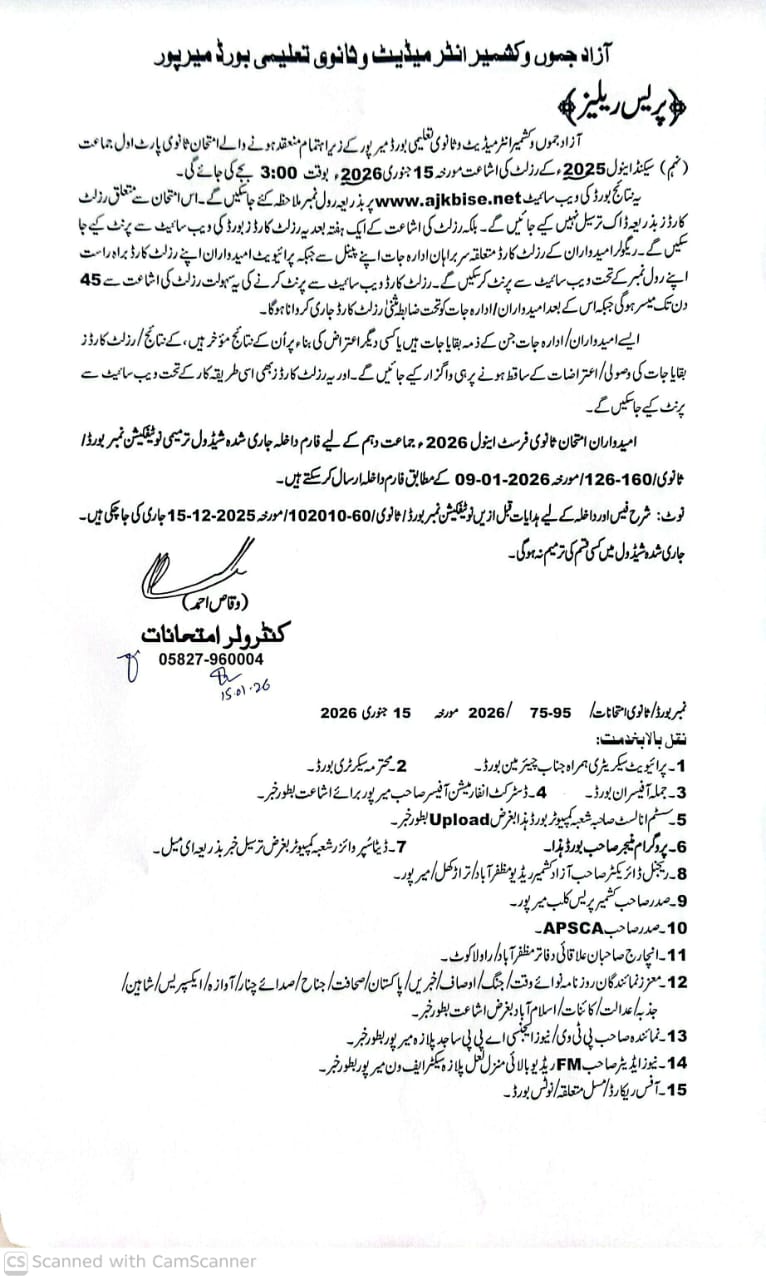 آزاد جموں و کشمیر انٹرمیڈیٹ و ثانوی تعلیمی بورڈ میرپور
﴿پریس ریلیز﴾
آزاد جموں و کشمیر انٹرمیڈیٹ و ثانوی تعلیمی بورڈ میرپور کے زیر اہتمام منعقد ہونے والے امتحان ثانوی پارٹ اول جماعت
(نہم) سیکنڈ اینول 2025ء کے رزلٹ کی اشاعت مورخہ 15 جنوری 2026ء بوقت 3:00 بجے کی جائے گی۔
یہ نتائج بورڈ کی ویب سائیٹ www.ajkbise.net پر بذریعہ رول نمبر ملاحظہ کئے جاسکیں گے۔ اس امتحان سے متعلق رزلٹ
کارڈز بذریعہ ڈاک ترسیل نہیں کیے جائیں گے۔ بلکہ رزلٹ کی اشاعت کے ایک ہفتہ بعد یہ رزلٹ کارڈز بورڈ کی ویب سائیٹ سے پرنٹ کیے جا
سکیں گے۔ ریگولر امیدواران کے رزلٹ کارڈ متعلقہ سربراہان ادارہ جات اپنے پینل سے جبکہ پرائیویٹ امیدواران اپنے رزلٹ کارڈ براہ راست
اپنے رول نمبر کے تحت ویب سائیٹ سے پرنٹ کرسکیں گے۔ رزلٹ کارڈ ویب سائیٹ سے پرنٹ کرنے کی یہ سہولت رزلٹ کی اشاعت سے 45
دن تک میسر ہوگی جبکہ اس کے بعد امیدواران/ادارہ جات کو تحت ضابطہ مثنیٰ رزلٹ کارڈ جاری کروانا ہوگا۔
ایسے امیدواران/ادارہ جات جن کے ذمہ بقایا جات ہیں یا کسی دیگر اعتراض کی بناء پر اُن کے نتائج مؤخر ہیں، کے نتائج/رزلٹ کارڈز
بقایا جات کی وصولی/اعتراضات کے ساقط ہونے پر ہی واگزار کیے جائیں گے۔ اور یہ رزلٹ کارڈز بھی اسی طریقہ کار کے تحت ویب سائیٹ سے
پرنٹ کیے جاسکیں گے۔
امیدواران امتحان ثانوی فرسٹ اینول 2026ء جماعت دہم کے لیے فارم داخلہ جاری شدہ شیڈول ترمیمی نوٹیفکیشن نمبر بورڈ/
ثانوی/126-160/مورخہ 09-01-2026 کے مطابق فارم داخلہ ارسال کرسکتے ہیں۔
نوٹ: شرح فیس اور داخلہ کے لیے ہدایات قبل ازیں نوٹیفکیشن نمبر بورڈ/ثانوی/102010-60/مورخہ 15-12-2025 جاری کی جاچکی ہیں۔
جاری شدہ شیڈول میں کسی قسم کی ترمیم نہ ہوگی۔
(وقاص احمد)
کنٹرولر امتحانات
05827-960004
15.01.26
نمبر بورڈ/ثانوی امتحانات/ 75-95 /2026 مورخہ 15 جنوری 2026
نقل بالا بخدمت:
1۔ پرائیویٹ سیکریٹری ہمراہ جناب چیئرمین بورڈ۔ 2۔ محترمہ سیکرٹری بورڈ۔
3۔ جملہ آفیسران بورڈ۔ 4۔ ڈسٹرکٹ انفارمیشن آفیسر صاحب میرپور برائے اشاعت بطور خبر۔
5۔ سسٹم انالسٹ صاحبہ شعبہ کمپیوٹر بورڈ ہذا بغرض Upload بطور خبر۔
6۔ پروگرام منیجر صاحب بورڈ ہذا۔ 7۔ ڈیٹا سپروائزر شعبہ کمپیوٹر بغرض ترسیل خبر بذریعہ ای میل۔
8۔ ریجنل ڈائریکٹر صاحب آزاد کشمیر ریڈیو مظفرآباد/تراڑکھل/میرپور۔
9۔ صدر صاحب کشمیر پریس کلب میرپور۔
10۔ صدر صاحب APSCA۔
11۔ انچارج صاحبان علاقائی دفاتر مظفرآباد/راولاکوٹ۔
12۔ معزز نمائندگان روزنامہ نوائے وقت/جنگ/اوصاف/خبریں/پاکستان/صحافت/جناح/صدائے چنار/آوازہ/ایکسپریس/شاہین/
جذبہ/عدالت/کائنات/اسلام آباد بغرض اشاعت بطور خبر۔
13۔ نمائندہ صاحب پی ٹی وی/نیوز ایجنسی اے پی پی ساجد پلازہ میرپور بطور خبر۔
14۔ نیوز ایڈیٹر صاحب FM ریڈیو بالائی منزل لعل پلازہ سیکٹر ایف ون میرپور بطور خبر۔
15۔ آفس ریکارڈ/مسل متعلقہ/نوٹس بورڈ۔
CS Scanned with CamScanner